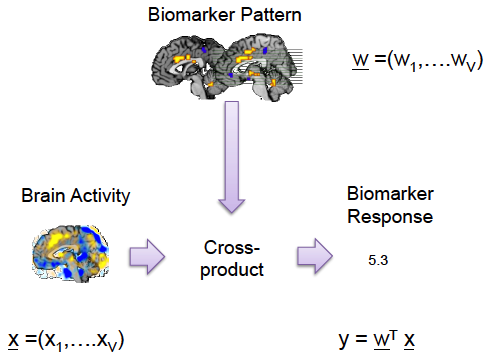 Biomarker Pattern
w =(w1,….wV)
Brain Activity
Biomarker
Response
Cross-
product
5.3
x =(x1,….xV)
y = wT x